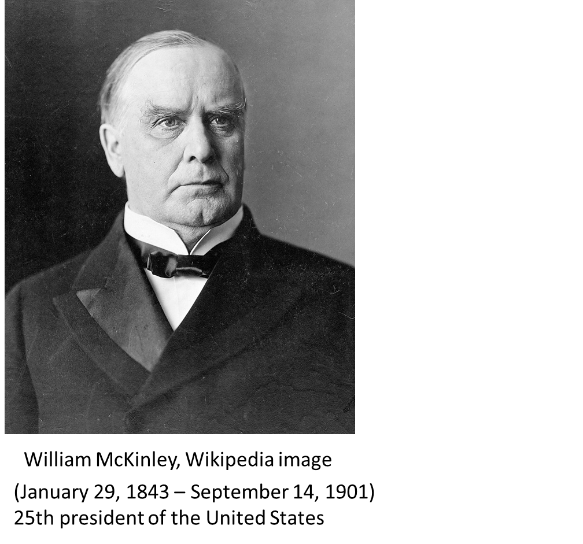 William McKinley, Wikipedia image
(January 29, 1843 – September 14, 1901)
25th president of the United States